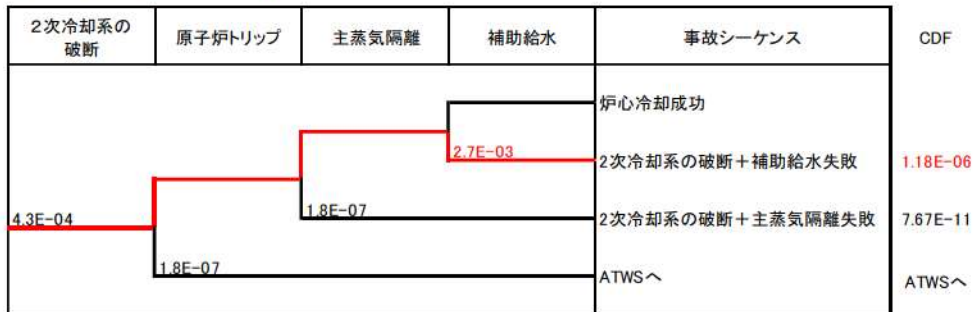 2次冷却系の
破断
原子炉トリップ
主蒸気隔離
補助給水
事故シーケンス
CDF
炉心冷却成功
2.7E-03
2次冷却系の破断+補助給水失敗
1.18E-06
4.3E-04
1.8E-07
2次冷却系の破断+主蒸気隔離失敗
7.67E-11
1.8E-07
ATWSへ
ATWSへ